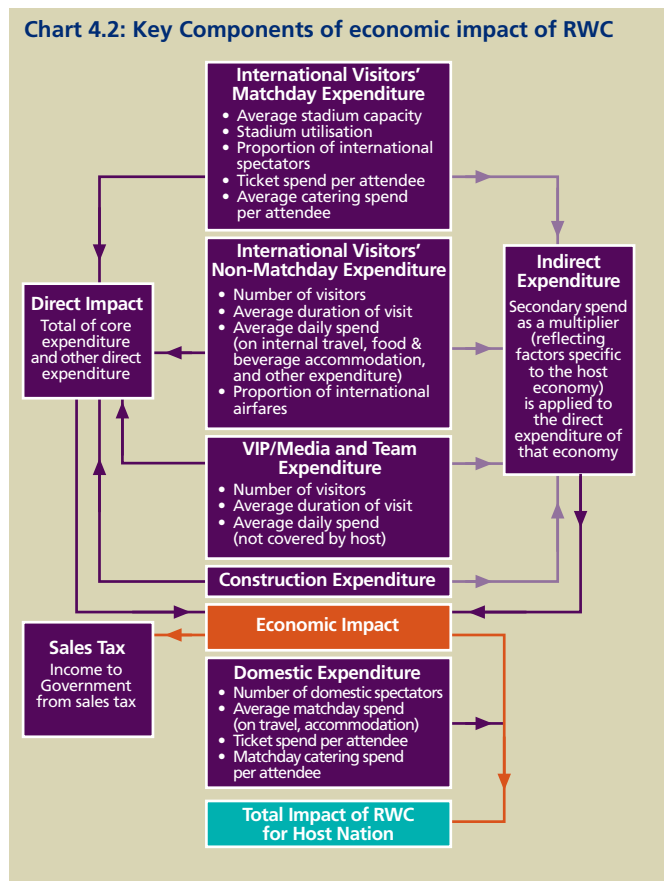 Chart 4.2: Key Components of economic impact of RWC
International Visitors'
Matchday Expenditure
• Average stadium capacity
• Stadium utilisation
• Proportion of international
spectators
• Ticket spend per attendee
• Average catering spend
per attendee
International Visitors'
Non-Matchday Expenditure
• Number of visitors
• Average duration of visit
• Average daily spend
(on internal travel, food &
beverage accommodation,
and other expenditure)
• Proportion of international
airfares
Direct Impact
Total of core
expenditure
and other direct
expenditure
Indirect
Expenditure
Secondary spend
as a multiplier
(reflecting
factors specific
to the host
economy)
is applied to
the direct
expenditure of
that economy
VIP/Media and Team
Expenditure
• Number of visitors
• Average duration of visit
• Average daily spend
(not covered by host)
Construction Expenditure
Economic Impact
Sales Tax
Income to
Government
from sales tax
Domestic Expenditure
• Number of domestic spectators
• Average matchday spend
(on travel, accommodation)
• Ticket spend per attendee
• Matchday catering spend
per attendee
Total Impact of RWC
for Host Nation